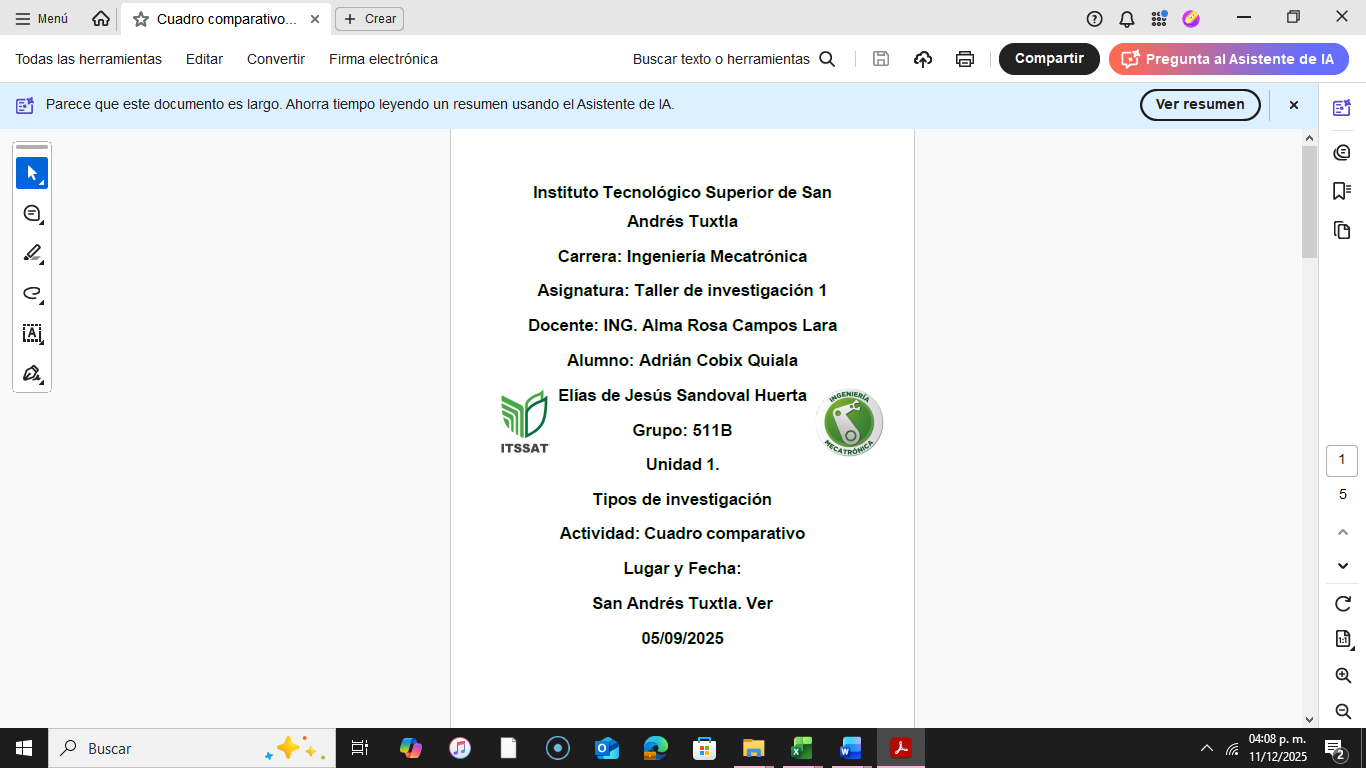 Menú
Cuadro comparativo...
Crear
Todas las herramientas
Editar
Convertir
Firma electrónica
Buscar texto o herramientas
Compartir
Pregunta al Asistente de IA
Parece que este documento es largo. Ahorra tiempo leyendo un resumen usando el Asistente de IA.
Ver resumen
Instituto Tecnológico Superior de San
Andrés Tuxtla
Carrera: Ingeniería Mecatrónica
Asignatura: Taller de investigación 1
Docente: ING. Alma Rosa Campos Lara
Alumno: Adrián Cobix Quiala
Elías de Jesús Sandoval Huerta
ITSSAT
INGENIERÍA
MECATRÓNICA
Grupo: 511B
Unidad 1.
Tipos de investigación
Actividad: Cuadro comparativo
Lugar y Fecha:
San Andrés Tuxtla. Ver
05/09/2025
1
5
1:1
Buscar
04:08 p. m.
11/12/2025
2